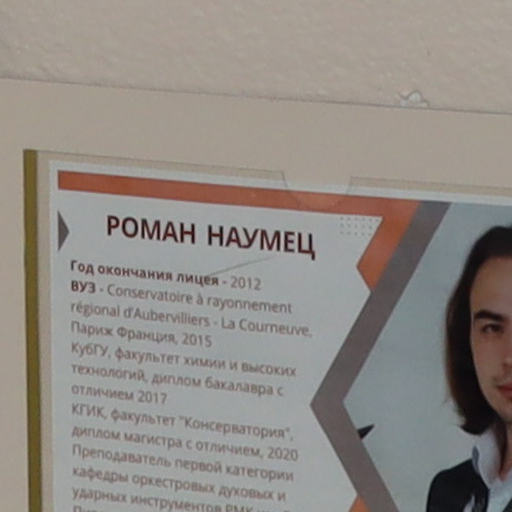 РОМАН НАУМЕЦ
Год окончания лицея - 2012
ВУЗ - Conservatoire à rayonnement
régional d'Aubervilliers - La Courneuve,
Париж Франция, 2015
КубГУ, факультет химии и высоких
технологий, диплом бакалавра с
отличием 2017
КГИК, факультет "Консерватория",
диплом магистра с отличием, 2020
Преподаватель первой категории
кафедры оркестровых духовых и
ударных инструментов РМК